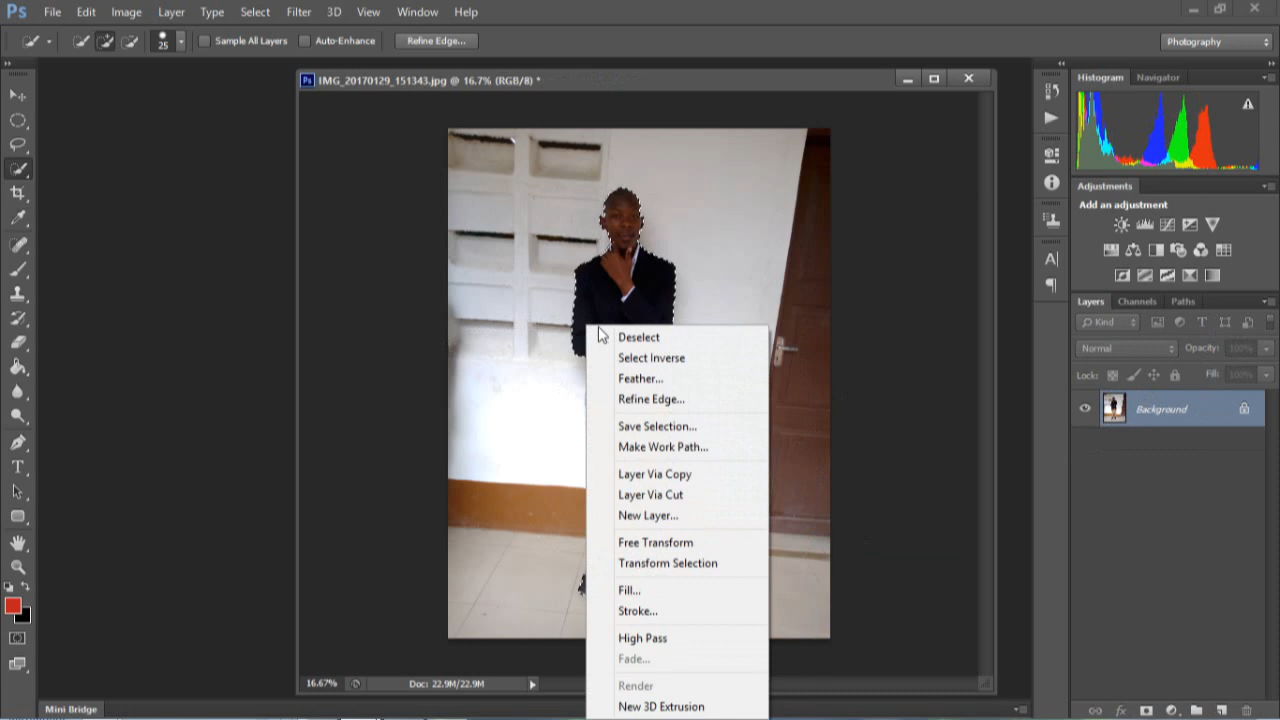 Ps File Edit Image Layer Type Select Filter 3D View Window Help
25 Sample All Layers Auto-Enhance Refine Edge... Photography
Ps IMG_20170129_151343.jpg @ 16.7% (RGB/8) *
Histogram Navigator
Adjustments
Add an adjustment
Layers Channels Paths
Kind
Normal Opacity: 100%
Lock: Fill: 100%
Background
Deselect
Select Inverse
Feather...
Refine Edge...
Save Selection...
Make Work Path...
Layer Via Copy
Layer Via Cut
New Layer...
Free Transform
Transform Selection
Fill...
Stroke...
High Pass
Fade...
Render
New 3D Extrusion
16.67% Doc: 22.9M/22.9M
Mini Bridge